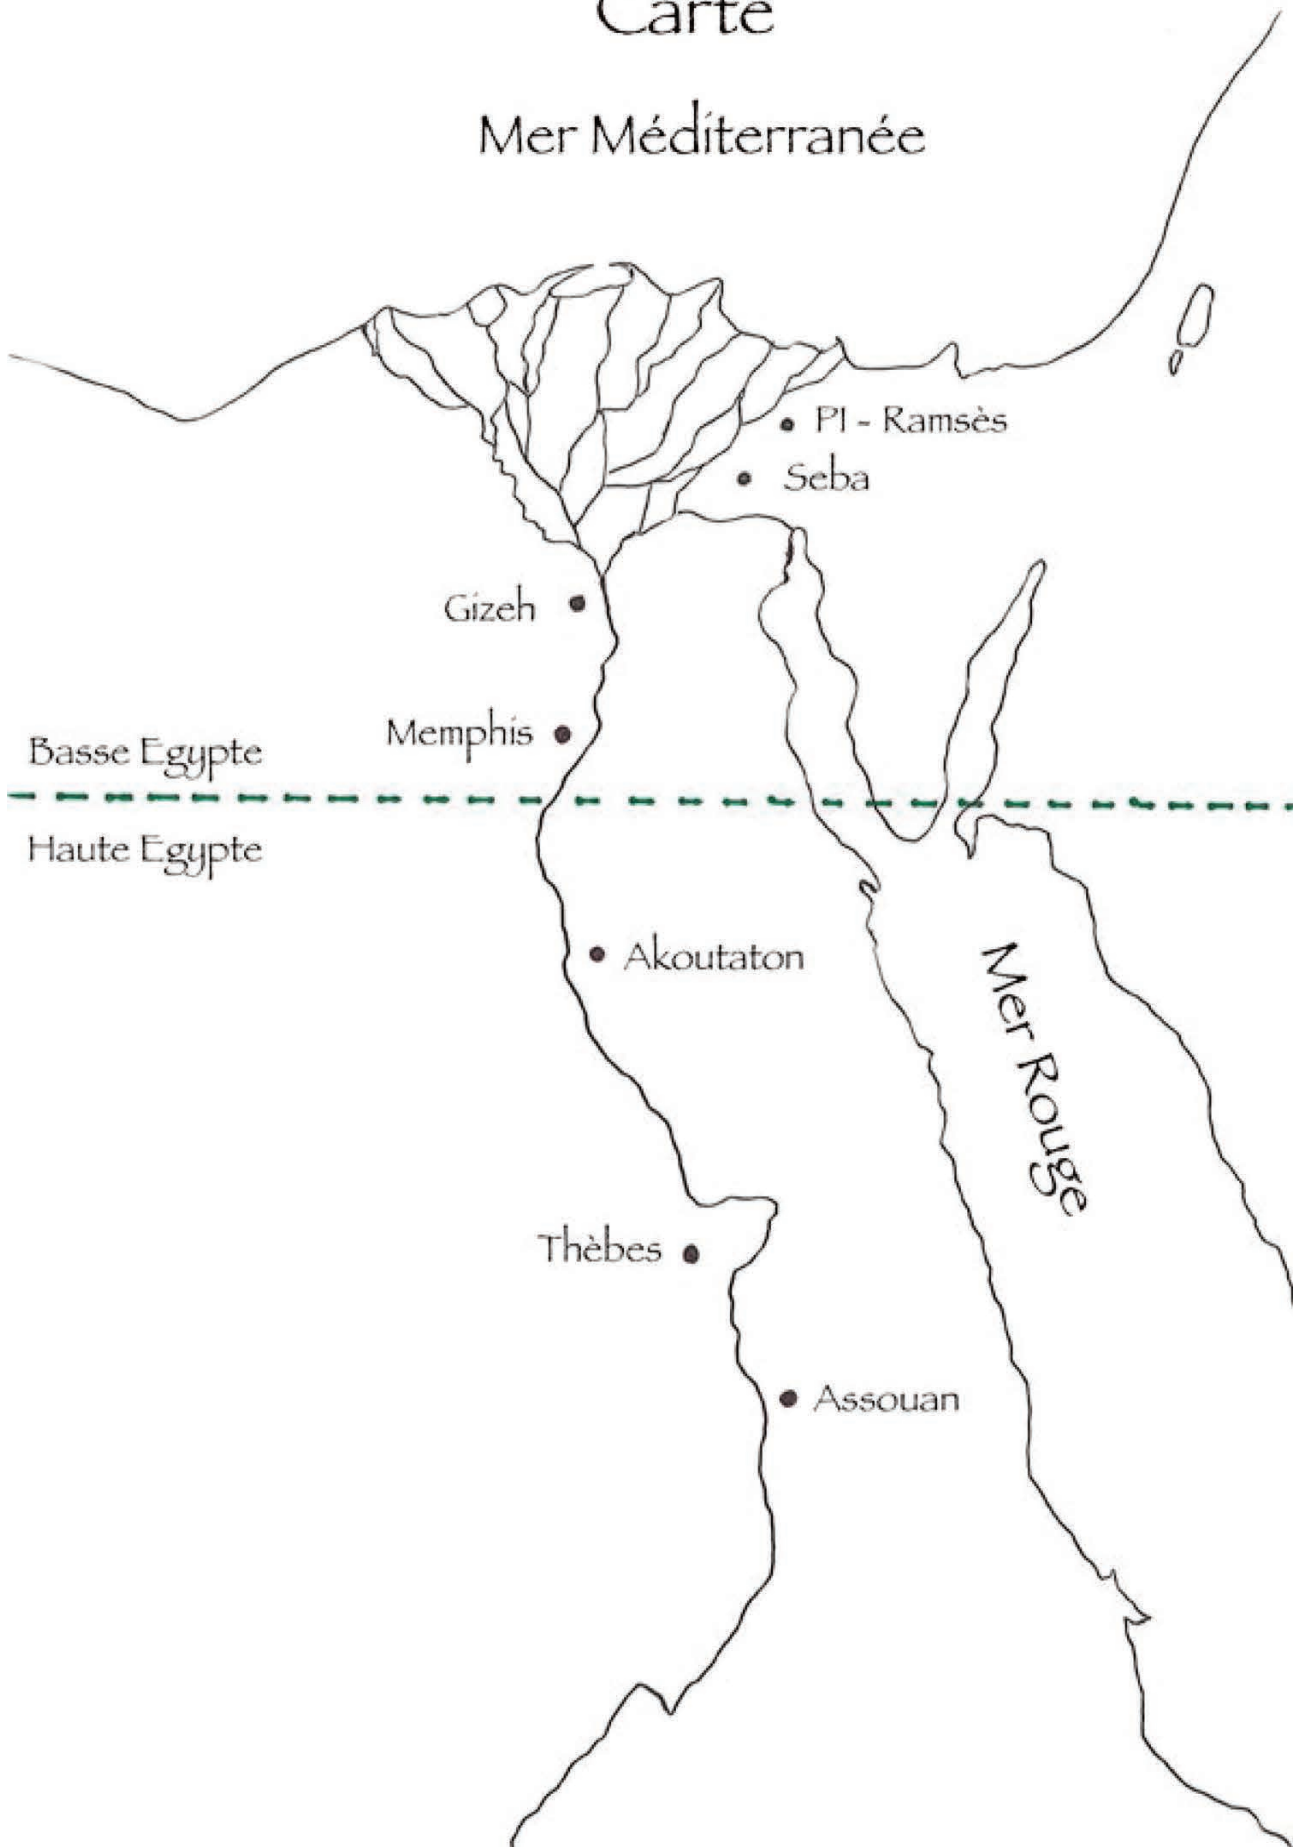 Carte
Mer Méditerranée
PI - Ramsès
Seba
Gizeh
Memphis
Basse Egypte
Haute Egypte
Akoutaton
Mer Rouge
Thèbes
Assouan